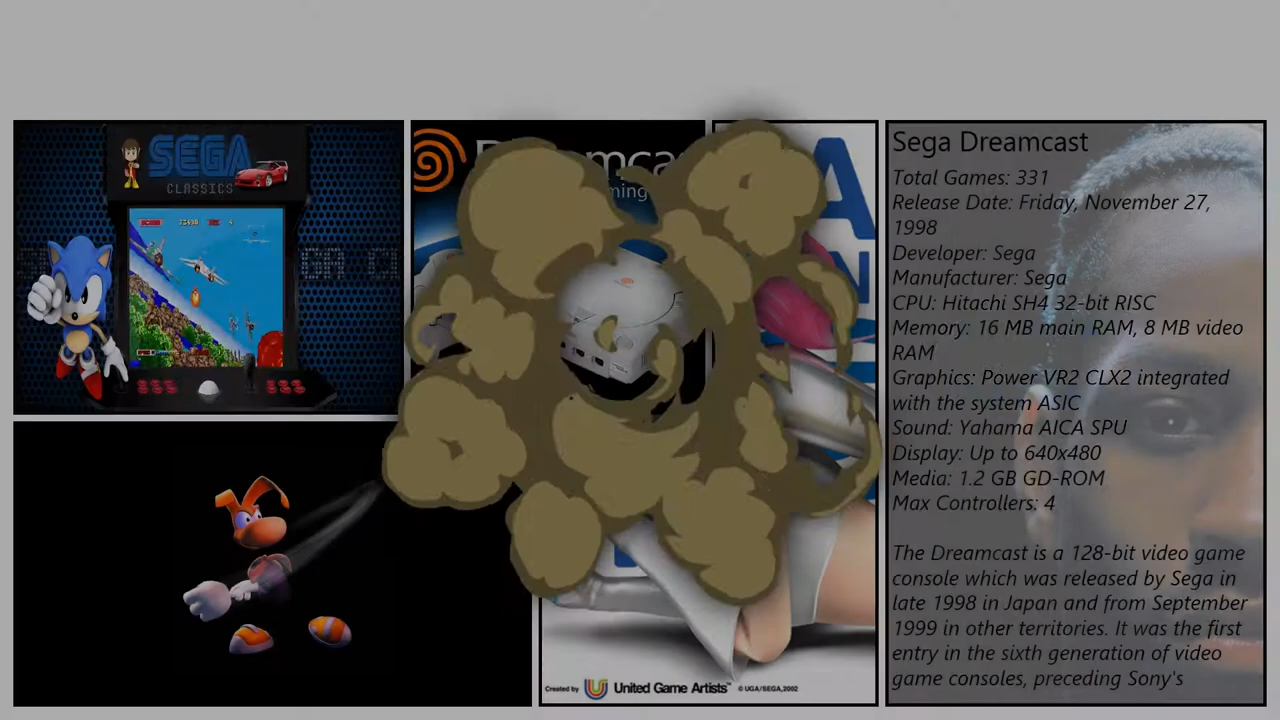 SEGA
CLASSICS
Sega Dreamcast
Total Games: 331
Release Date: Friday, November 27,
1998
Developer: Sega
Manufacturer: Sega
CPU: Hitachi SH4 32-bit RISC
Memory: 16 MB main RAM, 8 MB video
RAM
Graphics: Power VR2 CLX2 integrated
with the system ASIC
Sound: Yahama AICA SPU
Display: Up to 640x480
Media: 1.2 GB GD-ROM
Max Controllers: 4
The Dreamcast is a 128-bit video game
console which was released by Sega in
late 1998 in Japan and from September
1999 in other territories. It was the first
entry in the sixth generation of video
game consoles, preceding Sony's
Created by United Game Artists™ © UGA/SEGA,2002